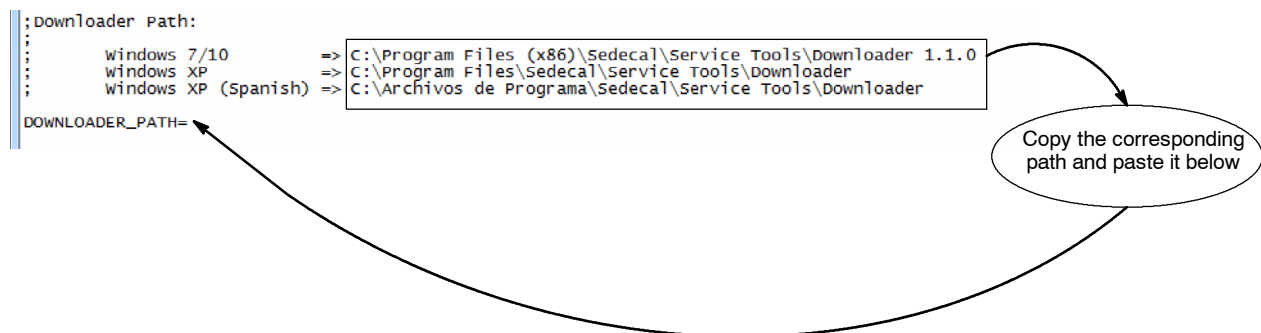 ;Downloader Path:
;
;       Windows 7/10          => C:\Program Files (x86)\Sedecal\Service Tools\Downloader 1.1.0
;       Windows XP            => C:\Program Files\Sedecal\Service Tools\Downloader
;       Windows XP (Spanish)  => C:\Archivos de Programa\Sedecal\Service Tools\Downloader
DOWNLOADER_PATH=
Copy the corresponding
path and paste it below